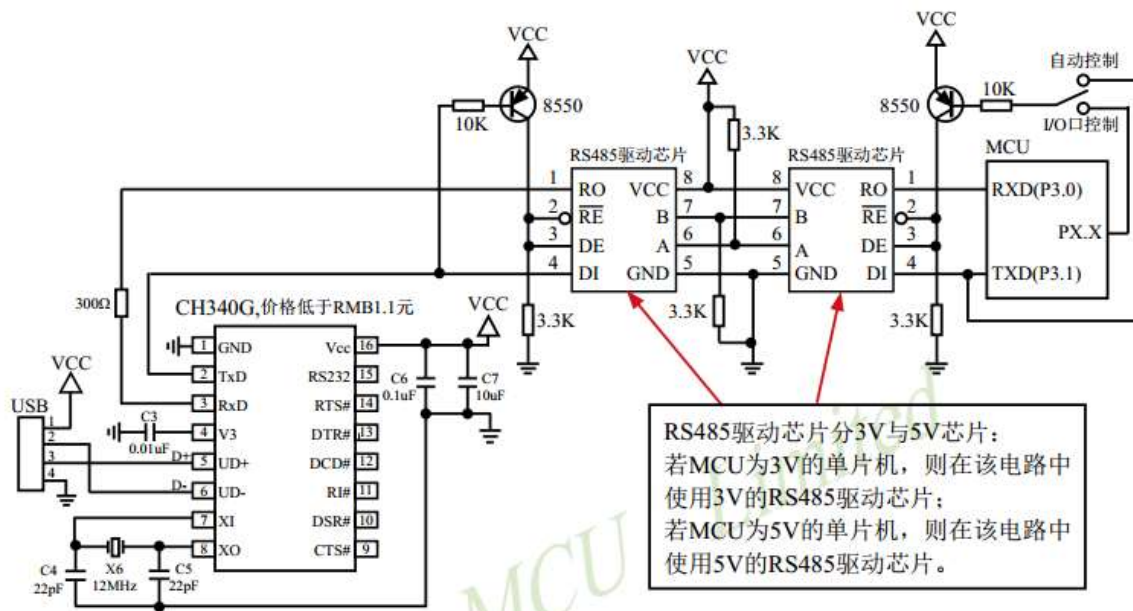 VCC
VCC
VCC
自动控制
8550
10K
8550
10K
I/O口控制
3.3K
MCU
RS485驱动芯片
RS485驱动芯片
1
RO
VCC
8
8
VCC
RO
1
RXD(P3.0)
2
RE
B
7
7
B
RE
2
3
DE
A
6
6
A
DE
3
PX.X
4
DI
GND
5
5
GND
DI
4
TXD(P3.1)
300Ω
CH340G,价格低于RMB1.1元
VCC
3.3K
3.3K
3.3K
1
GND
Vcc
16
2
TxD
RS232
15
C6
0.1uF
C7
10uF
3
RxD
RTS#
14
VCC
USB
1
2
3
4
C3
0.01uF
4
V3
DTR#
13
D+
5
UD+
DCD#
12
D-
6
UD-
RI#
11
7
XI
DSR#
10
8
XO
CTS#
9
C4
22pF
X6
12MHz
C5
22pF
RS485驱动芯片分3V与5V芯片：
若MCU为3V的单片机，则在该电路中
使用3V的RS485驱动芯片；
若MCU为5V的单片机，则在该电路中
使用5V的RS485驱动芯片。
MCU Limited